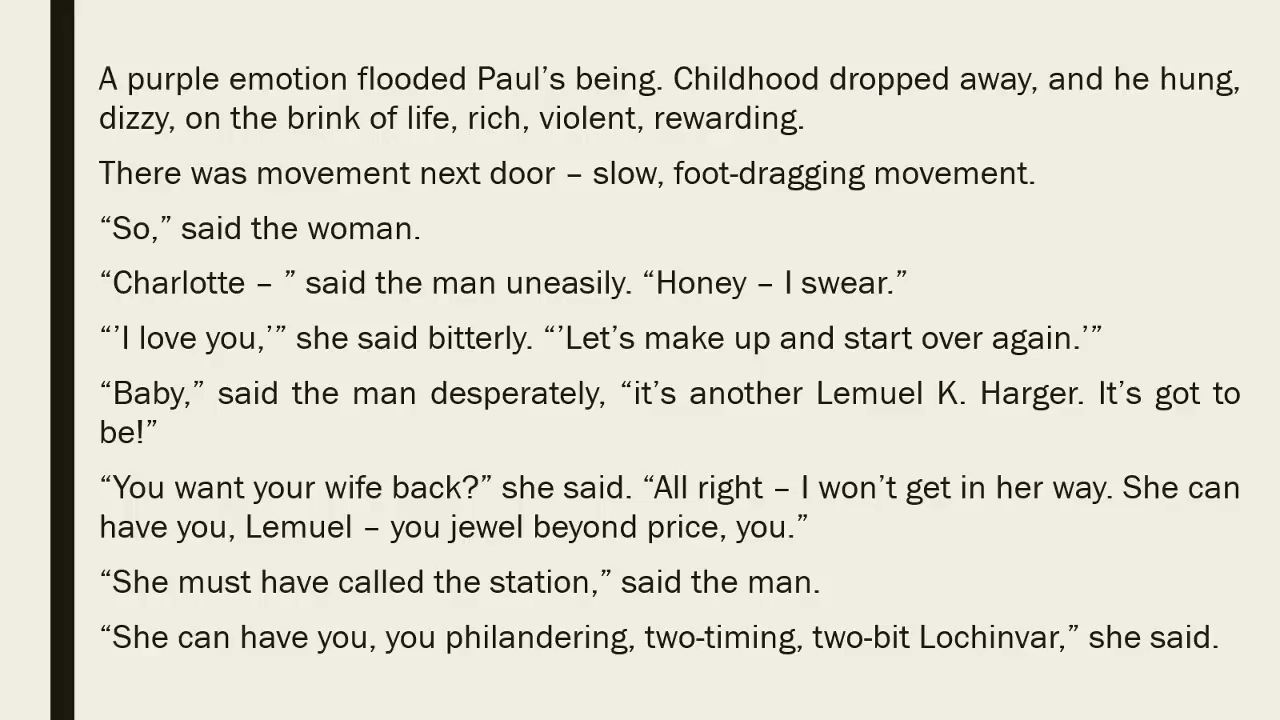 A purple emotion flooded Paul’s being. Childhood dropped away, and he hung,
dizzy, on the brink of life, rich, violent, rewarding.
There was movement next door – slow, foot-dragging movement.
“So,” said the woman.
“Charlotte – ” said the man uneasily. “Honey – I swear.”
“’I love you,’” she said bitterly. “’Let’s make up and start over again.’”
“Baby,” said the man desperately, “it’s another Lemuel K. Harger. It’s got to
be!”
“You want your wife back?” she said. “All right – I won’t get in her way. She can
have you, Lemuel – you jewel beyond price, you.”
“She must have called the station,” said the man.
“She can have you, you philandering, two-timing, two-bit Lochinvar,” she said.